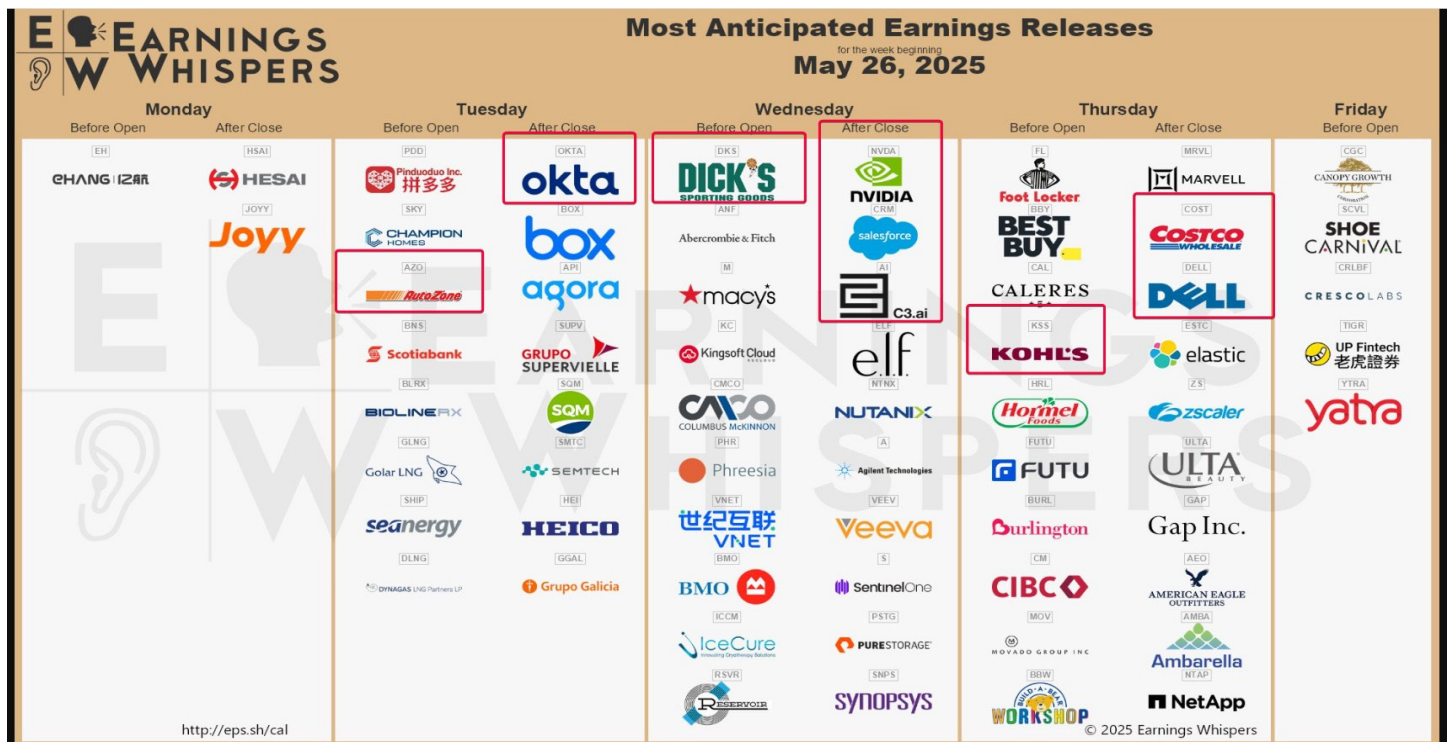 EARNINGS
WHISPERS
E
W
Most Anticipated Earnings Releases
for the week beginning
May 26, 2025
Monday
Before Open
After Close
EH
EHANG 亿航
HSAI
HESAI
JOYY
Joyy
Tuesday
Before Open
After Close
PDD
Pinduoduo Inc.
拼多多
SKY
CHAMPION
HOMES
AZO
AutoZone
BNS
Scotiabank
BLRX
BIOLINERX
GLNG
Golar LNG
SHIP
seanergy
DLNG
DYNAGAS LNG Partners LP
OKTA
okta
BOX
box
API
agora
SUPV
GRUPO
SUPERVIELLE
SQM
SQM
SMTC
SEMTECH
HEI
HEICO
GGAL
Grupo Galicia
Wednesday
Before Open
After Close
DKS
DICK'S
SPORTING GOODS
ANF
Abercrombie & Fitch
M
macy's
KC
Kingsoft Cloud
CMCO
CMCO
COLUMBUS McKINNON
PHR
Phreesia
VNET
世纪互联
VNET
BMO
BMO
ICCM
IceCure
RSVR
RESERVOIR
NVDA
NVIDIA
CRM
salesforce
AI
C3.ai
ELF
e.l.f.
NTNX
NUTANIX
A
Agilent Technologies
VEEV
Veeva
S
SentinelOne
PSTG
PURESTORAGE
SNPS
SYNOPSYS
Thursday
Before Open
After Close
FL
Foot Locker
BBY
BEST
BUY
CAL
CALERES
KSS
KOHL'S
HRL
Hormel
Foods
FUTU
FUTU
BURL
Burlington
CM
CIBC
MOV
MOVADO GROUP INC
BBW
BUILD-A-BEAR
WORKSHOP
MRVL
MARVELL
COST
COSTCO
WHOLESALE
DELL
DELL
ESTC
elastic
ZS
zscaler
ULTA
ULTA
BEAUTY
GAP
Gap Inc.
AEO
AMERICAN EAGLE
OUTFITTERS
AMBA
Ambarella
NTAP
NetApp
Friday
Before Open
CGC
CANOPY GROWTH
CORPORATION
SCVL
SHOE
CARNIVAL
CRLBF
CRESCO LABS
TIGR
UP Fintech
老虎證券
YTRA
yatra
http://eps.sh/cal
© 2025 Earnings Whispers